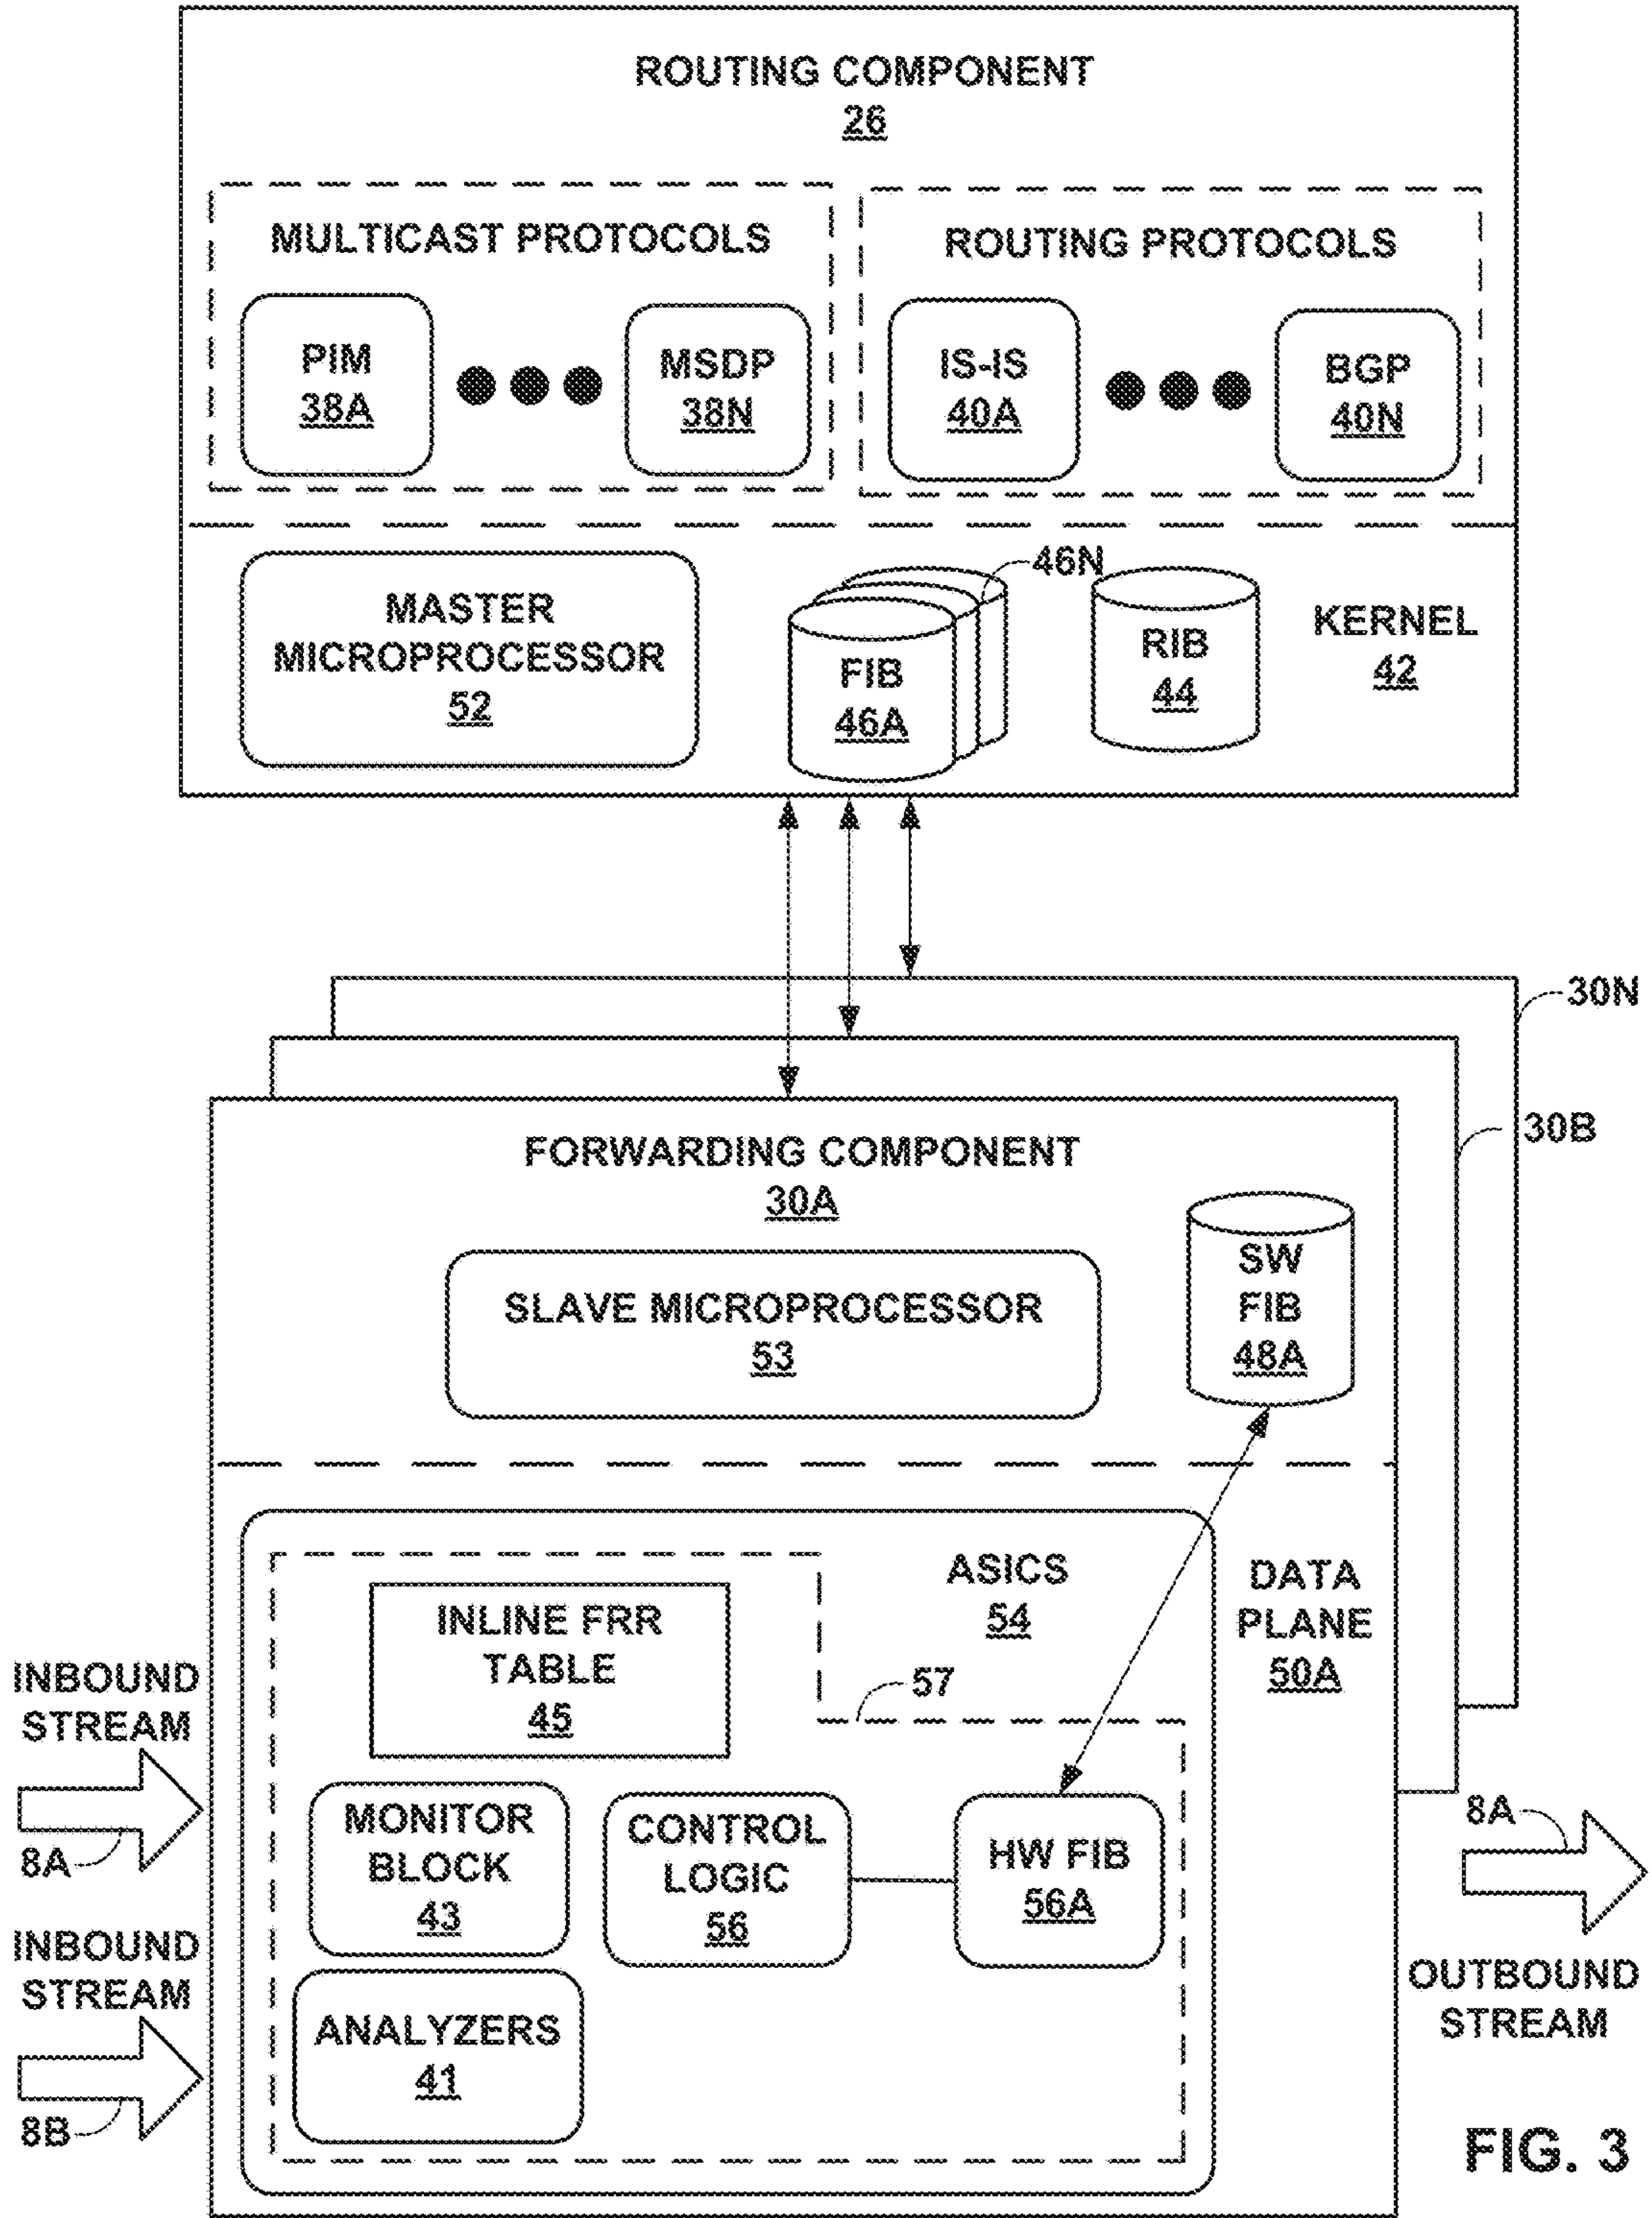 ROUTING COMPONENT
26
MULTICAST PROTOCOLS
PIM
38A
MSDP
38N
ROUTING PROTOCOLS
IS-IS
40A
BGP
40N
MASTER
MICROPROCESSOR
52
FIB
46A
46N
RIB
44
KERNEL
42
30N
30B
FORWARDING COMPONENT
30A
SLAVE MICROPROCESSOR
53
SW
FIB
48A
ASICS
54
DATA
PLANE
50A
57
INLINE FRR
TABLE
45
MONITOR
BLOCK
43
CONTROL
LOGIC
56
HW FIB
56A
ANALYZERS
41
INBOUND
STREAM
8A
INBOUND
STREAM
8B
8A
OUTBOUND
STREAM
FIG. 3